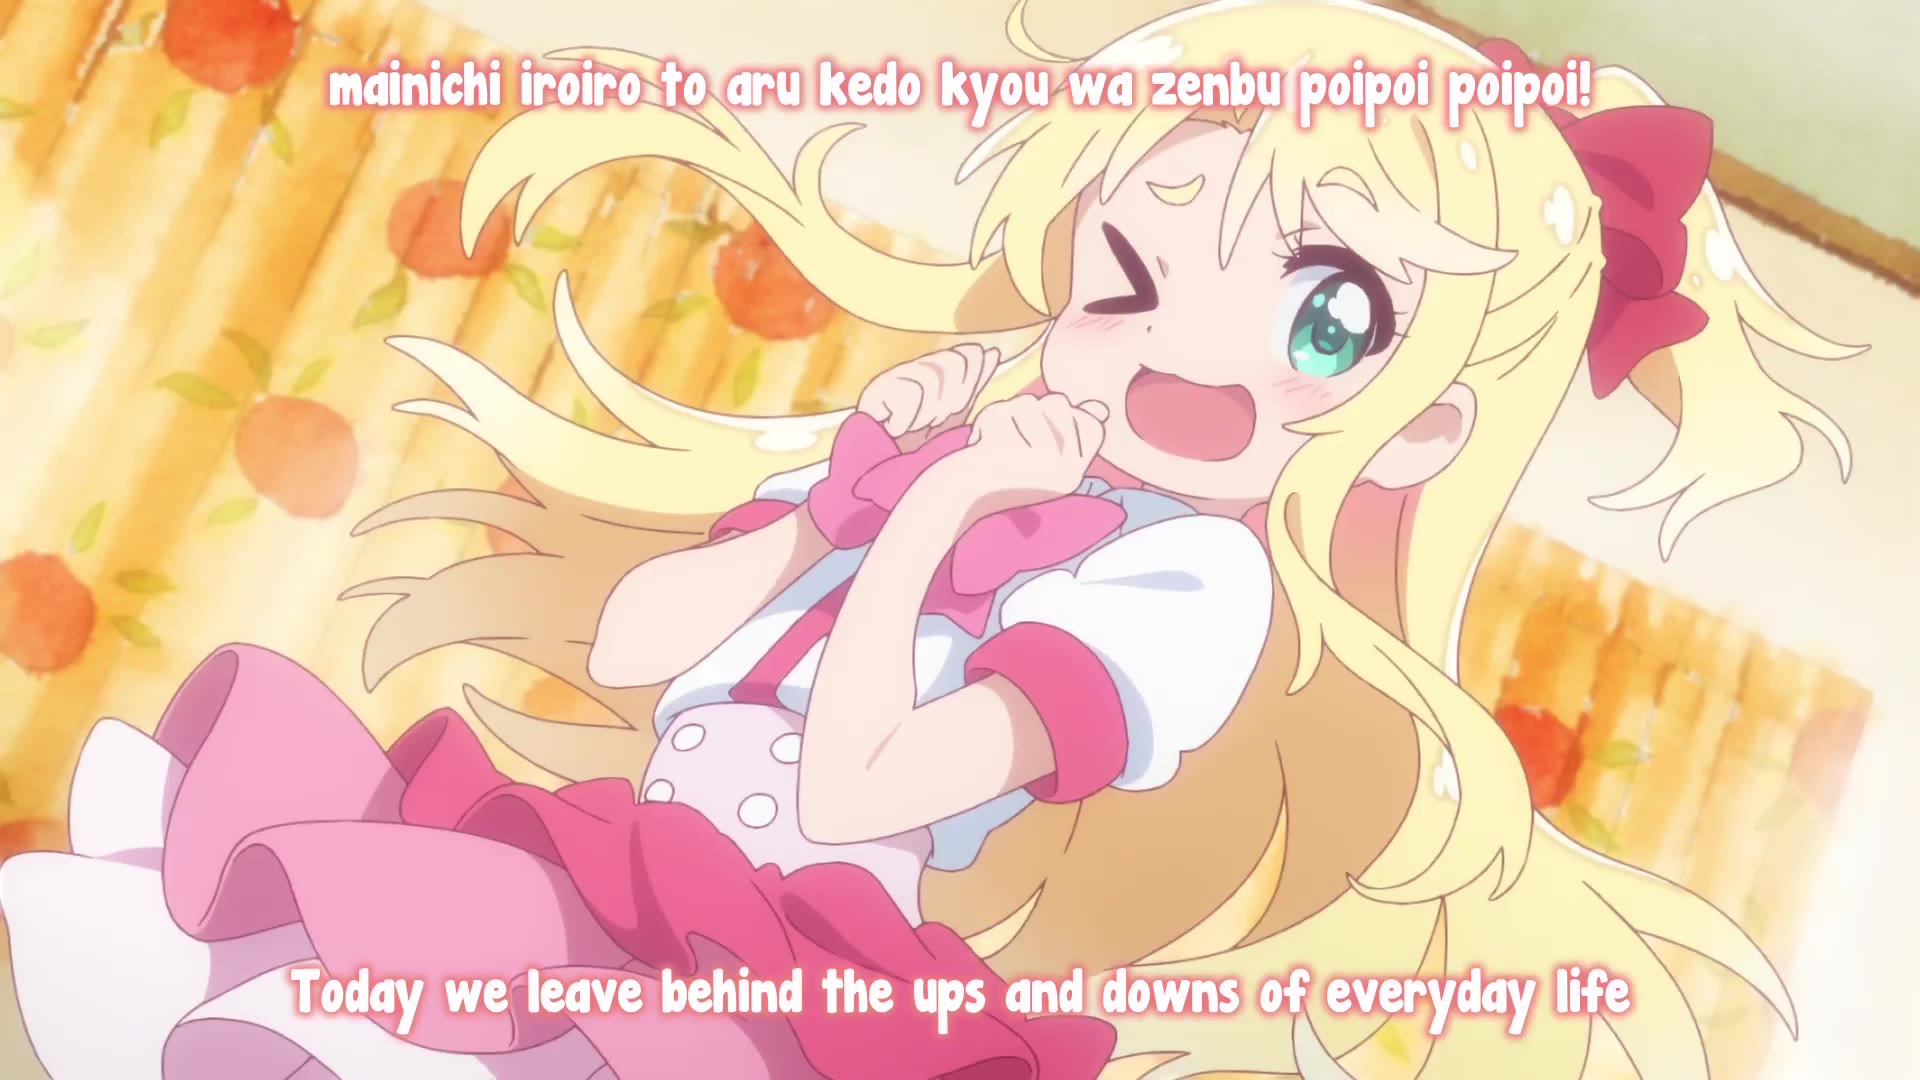 mainichi iroiro to aru kedo kyou wa zenbu poipoi poipoi!
Today we leave behind the ups and downs of everyday life